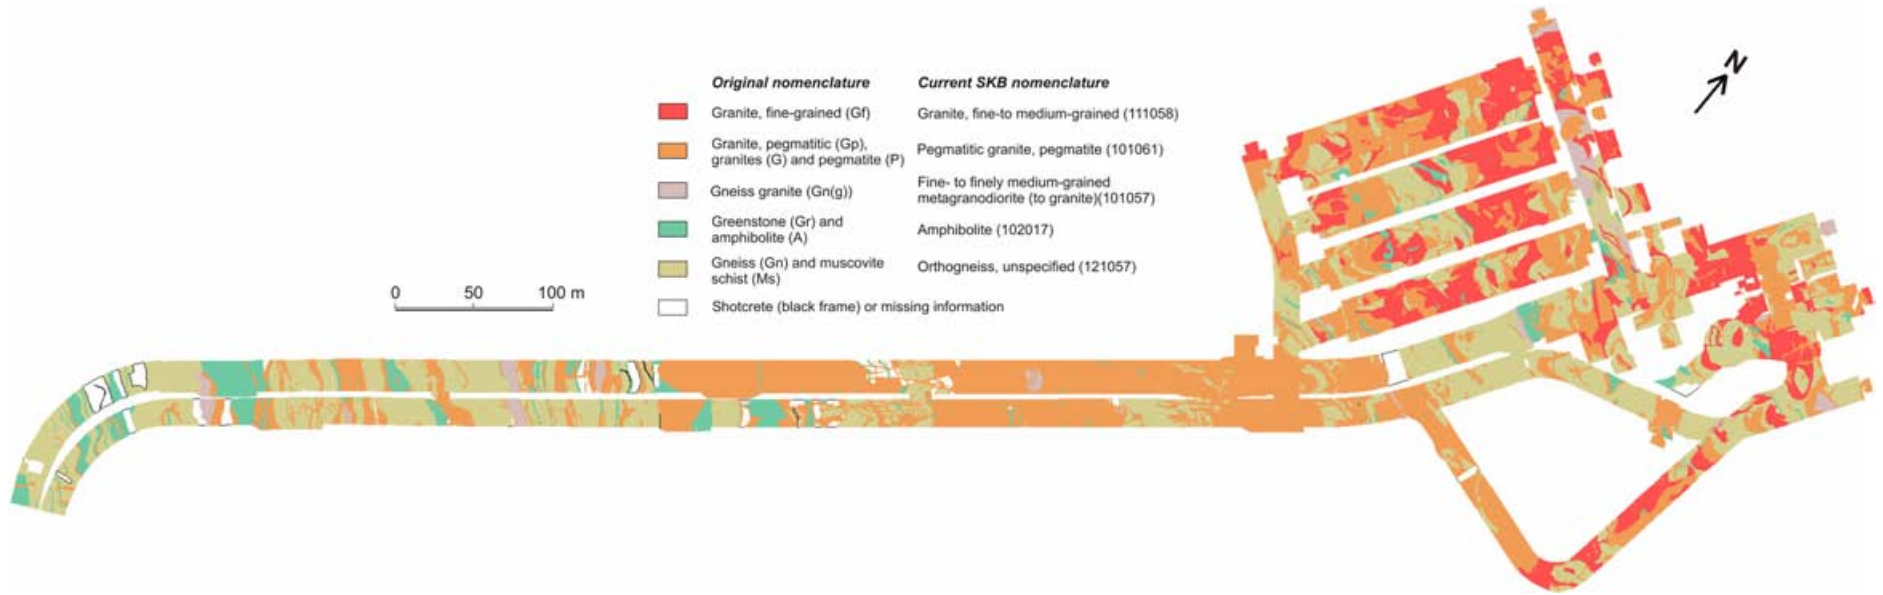 N
Original nomenclature Current SKB nomenclature
Granite, fine-grained (Gf) Granite, fine-to medium-grained (111058)
Granite, pegmatitic (Gp),
granites (G) and pegmatite (P) Pegmatitic granite, pegmatite (101061)
Gneiss granite (Gn(g)) Fine- to finely medium-grained
metagranodiorite (to granite)(101057)
Greenstone (Gr) and
amphibolite (A) Amphibolite (102017)
Gneiss (Gn) and muscovite
schist (Ms) Orthogneiss, unspecified (121057)
Shotcrete (black frame) or missing information
0 50 100 m